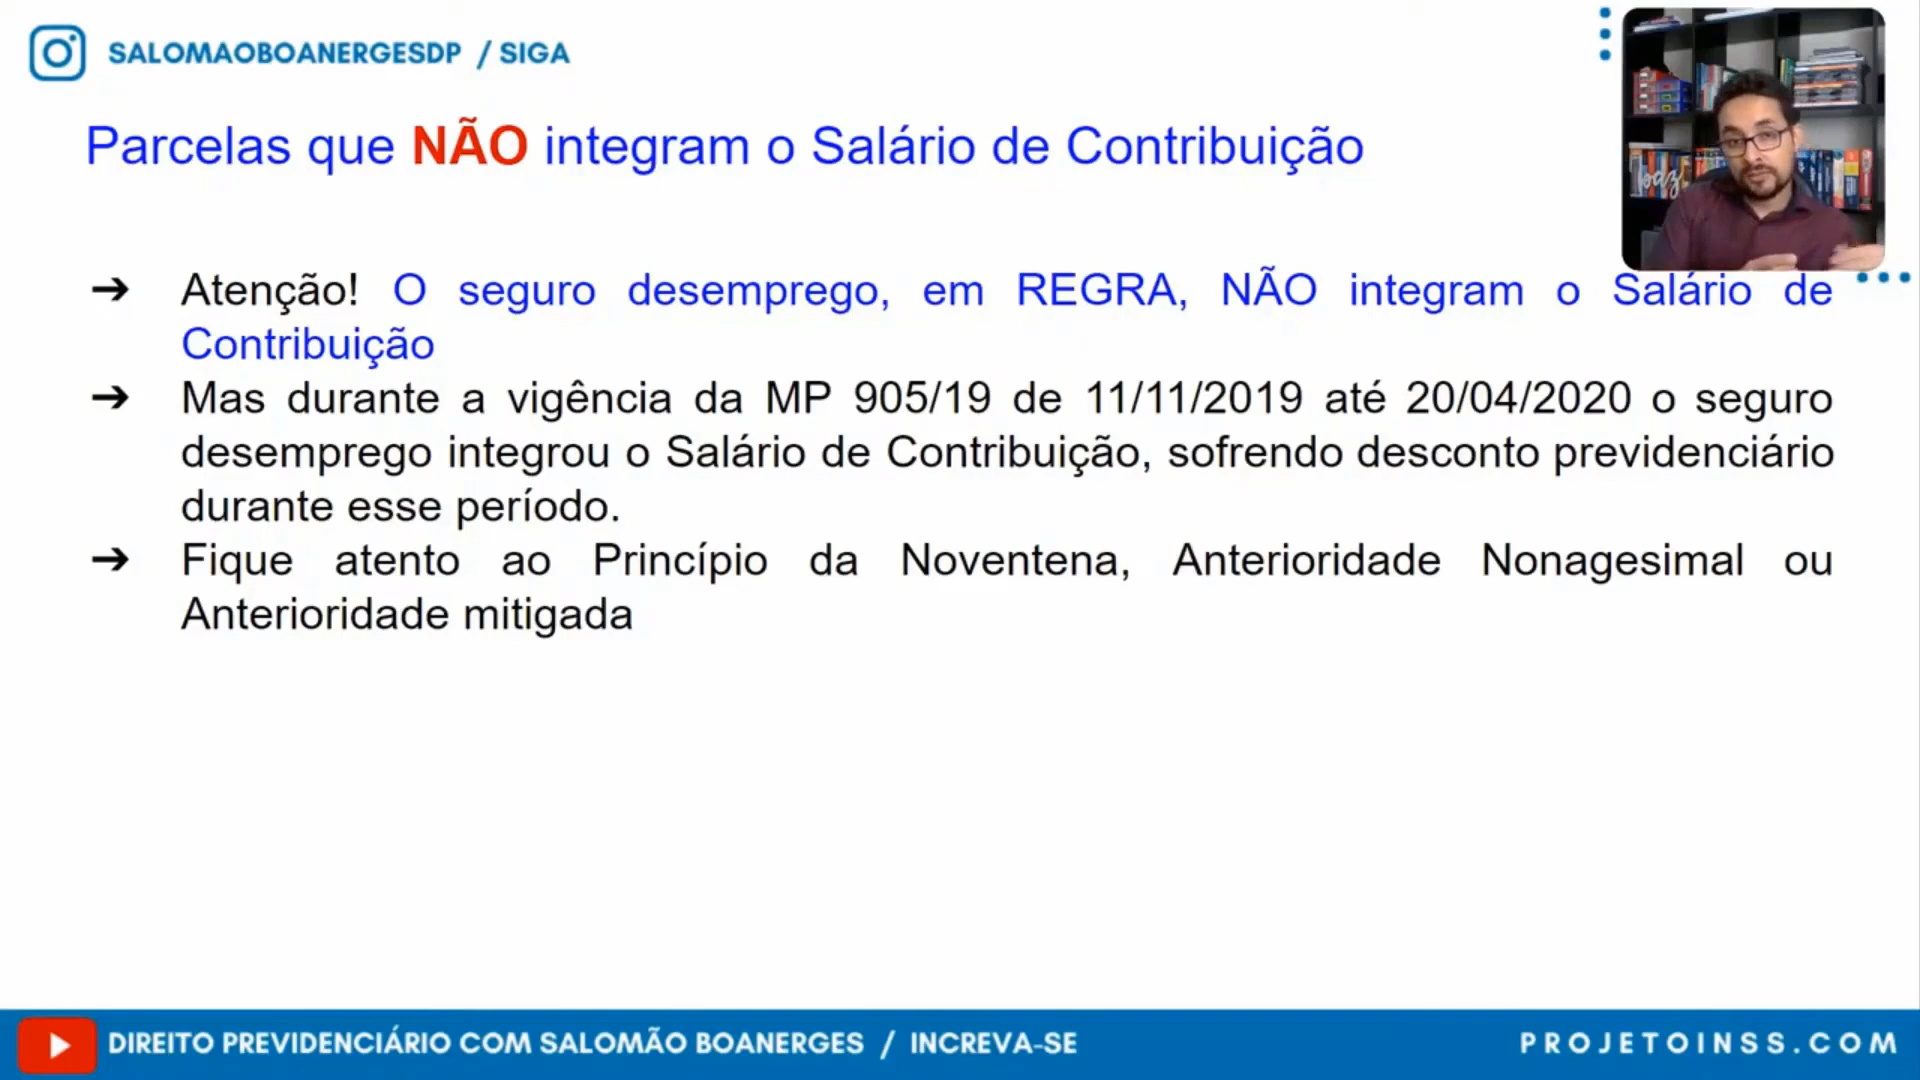 SALOMAOBOANERGESDP / SIGA
Parcelas que NÃO integram o Salário de Contribuição
➔ Atenção! O seguro desemprego, em REGRA, NÃO integram o Salário de
Contribuição
➔ Mas durante a vigência da MP 905/19 de 11/11/2019 até 20/04/2020 o seguro
desemprego integrou o Salário de Contribuição, sofrendo desconto previdenciário
durante esse período.
➔ Fique atento ao Princípio da Noventena, Anterioridade Nonagesimal ou
Anterioridade mitigada
DIREITO PREVIDENCIÁRIO COM SALOMÃO BOANERGES / INCREVA-SE
PROJETOINSS.COM